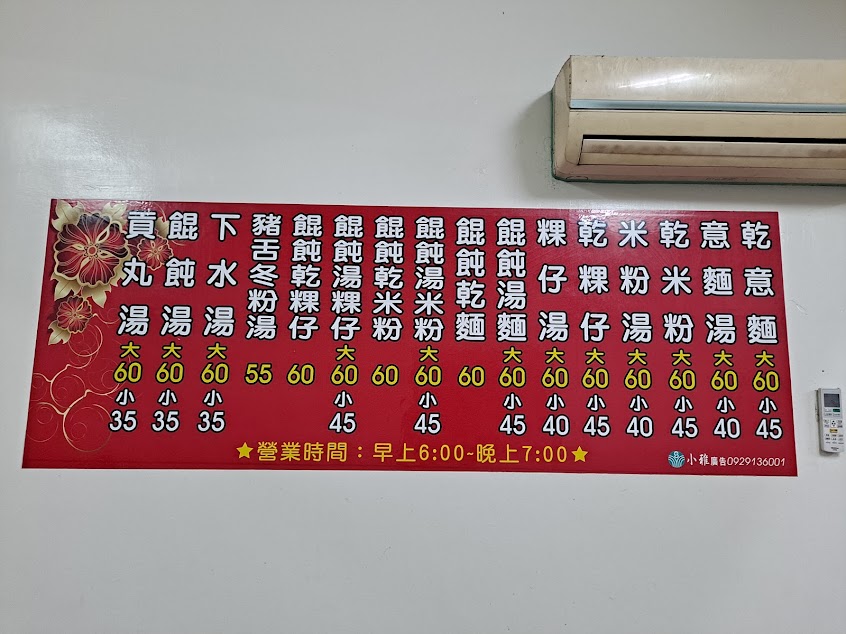 乾意麵 大60 小45
意麵湯 大60 小40
乾米粉 大60 小45
米粉湯 大60 小40
乾粿仔 大60 小45
粿仔湯 大60 小40
餛飩湯麵 大60 小45
餛飩乾麵 60
餛飩湯米粉 大60 小45
餛飩乾米粉 60
餛飩湯粿仔 大60 小45
餛飩乾粿仔 60
豬舌冬粉湯 55
下水湯 大60 小35
餛飩湯 大60 小35
貢丸湯 大60 小35
★營業時間：早上6:00~晚上7:00★
小雅廣告0929136001